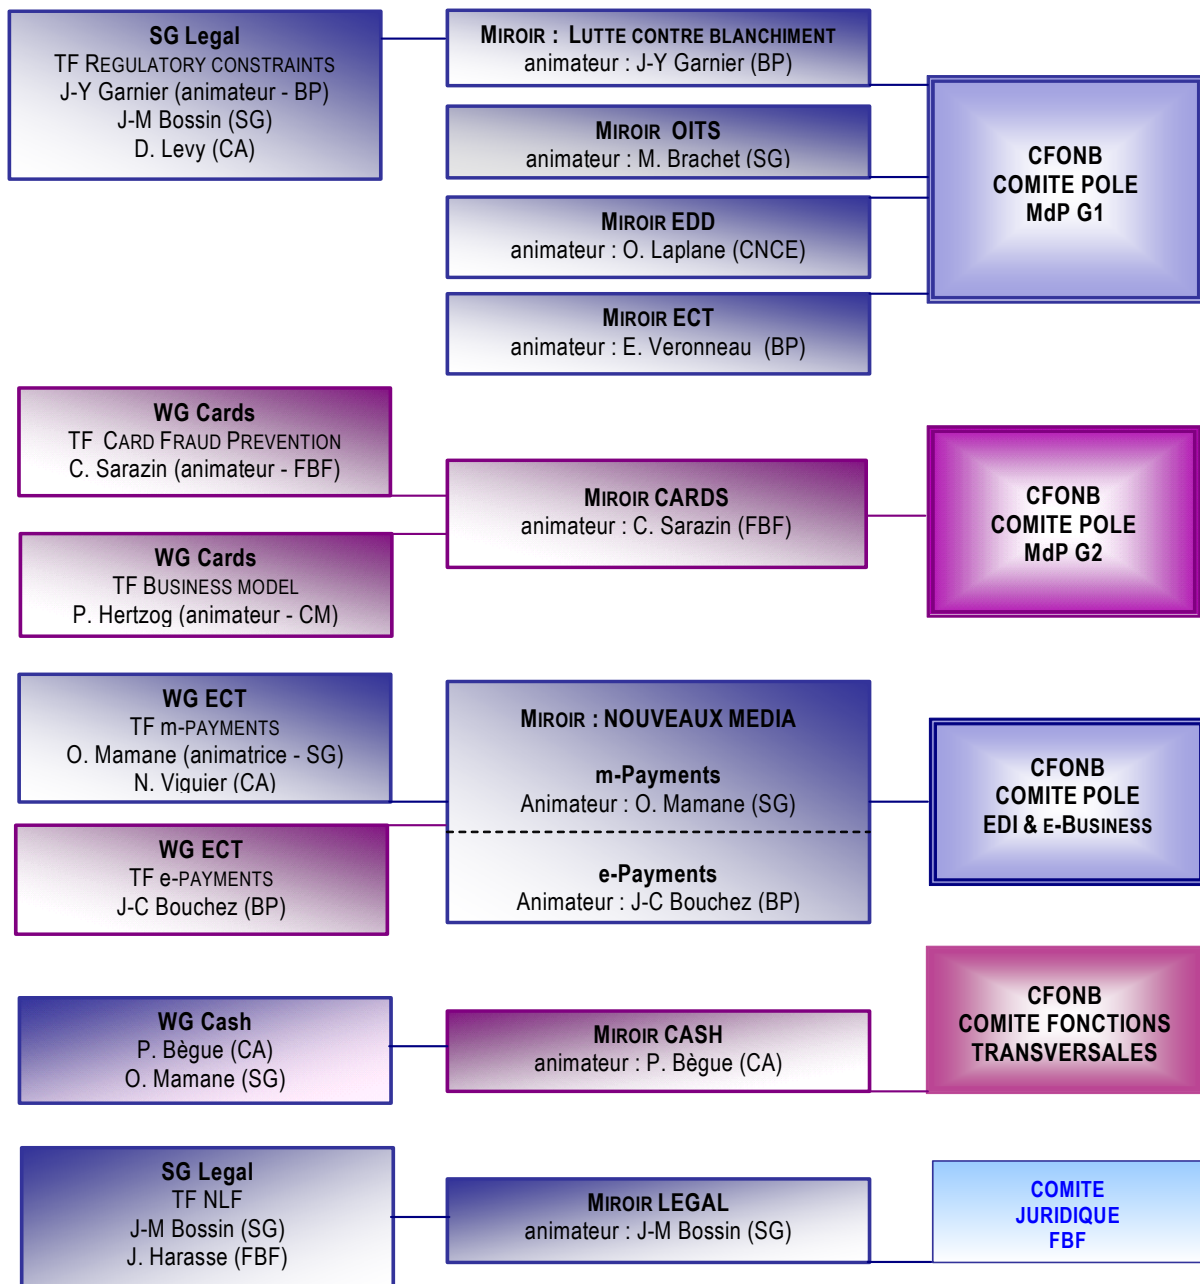 SG Legal
TF REGULATORY CONSTRAINTS
J-Y Garnier (animateur - BP)
J-M Bossin (SG)
D. Levy (CA)
MIROIR : LUTTE CONTRE BLANCHIMENT
animateur : J-Y Garnier (BP)
MIROIR OITS
animateur : M. Brachet (SG)
MIROIR EDD
animateur : O. Laplane (CNCE)
MIROIR ECT
animateur : E. Veronneau (BP)
CFONB
COMITE POLE
MdP G1
WG Cards
TF CARD FRAUD PREVENTION
C. Sarazin (animateur - FBF)
WG Cards
TF BUSINESS MODEL
P. Hertzog (animateur - CM)
MIROIR CARDS
animateur : C. Sarazin (FBF)
CFONB
COMITE POLE
MdP G2
WG ECT
TF m-PAYMENTS
O. Mamane (animatrice - SG)
N. Viguier (CA)
WG ECT
TF e-PAYMENTS
J-C Bouchez (BP)
MIROIR : NOUVEAUX MEDIA
m-Payments
Animateur : O. Mamane (SG)
e-Payments
Animateur : J-C Bouchez (BP)
CFONB
COMITE POLE
EDI & E-BUSINESS
WG Cash
P. Bègue (CA)
O. Mamane (SG)
MIROIR CASH
animateur : P. Bègue (CA)
CFONB
COMITE FONCTIONS
TRANSVERSALES
SG Legal
TF NLF
J-M Bossin (SG)
J. Harasse (FBF)
MIROIR LEGAL
animateur : J-M Bossin (SG)
COMITE
JURIDIQUE
FBF